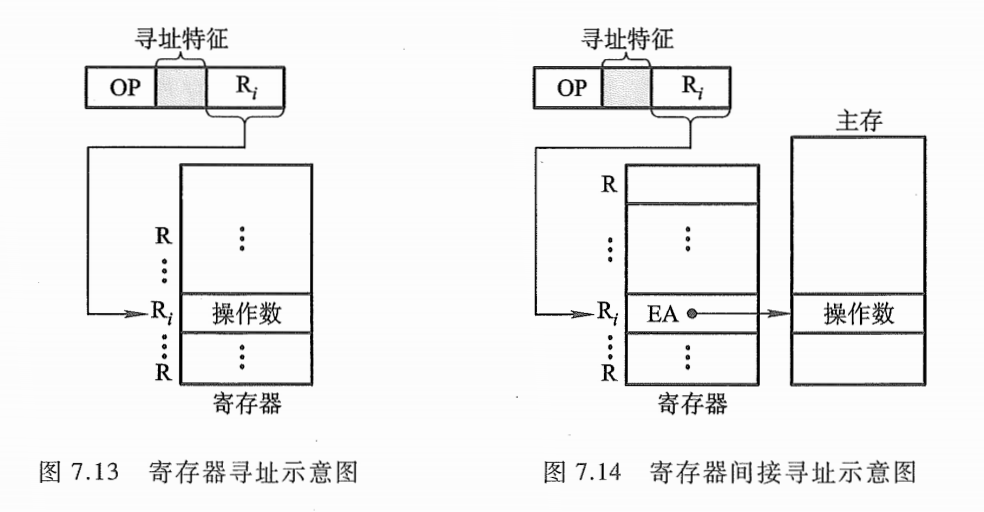 寻址特征
OP R_i
R
R_i 操作数
R
寄存器
图 7.13 寄存器寻址示意图
寻址特征
OP R_i
主存
R
R_i EA 操作数
R
寄存器
图 7.14 寄存器间接寻址示意图